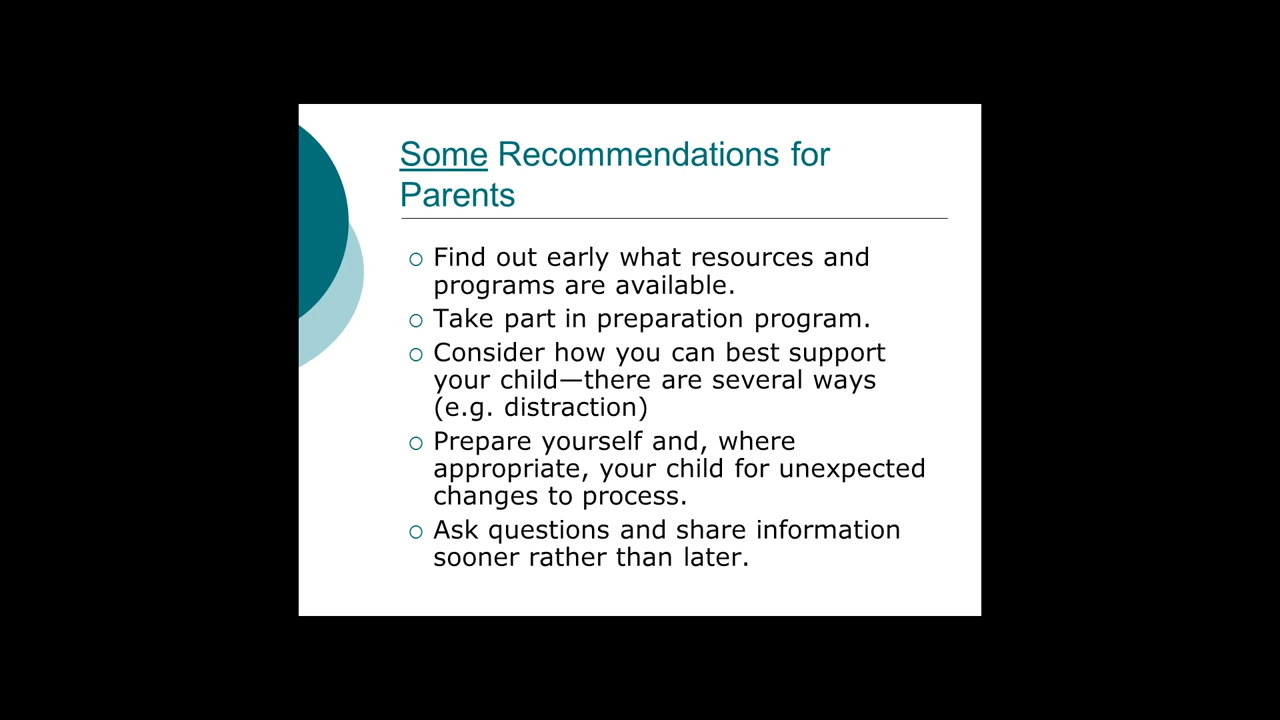 Some Recommendations for
Parents
Find out early what resources and
programs are available.
Take part in preparation program.
Consider how you can best support
your child—there are several ways
(e.g. distraction)
Prepare yourself and, where
appropriate, your child for unexpected
changes to process.
Ask questions and share information
sooner rather than later.